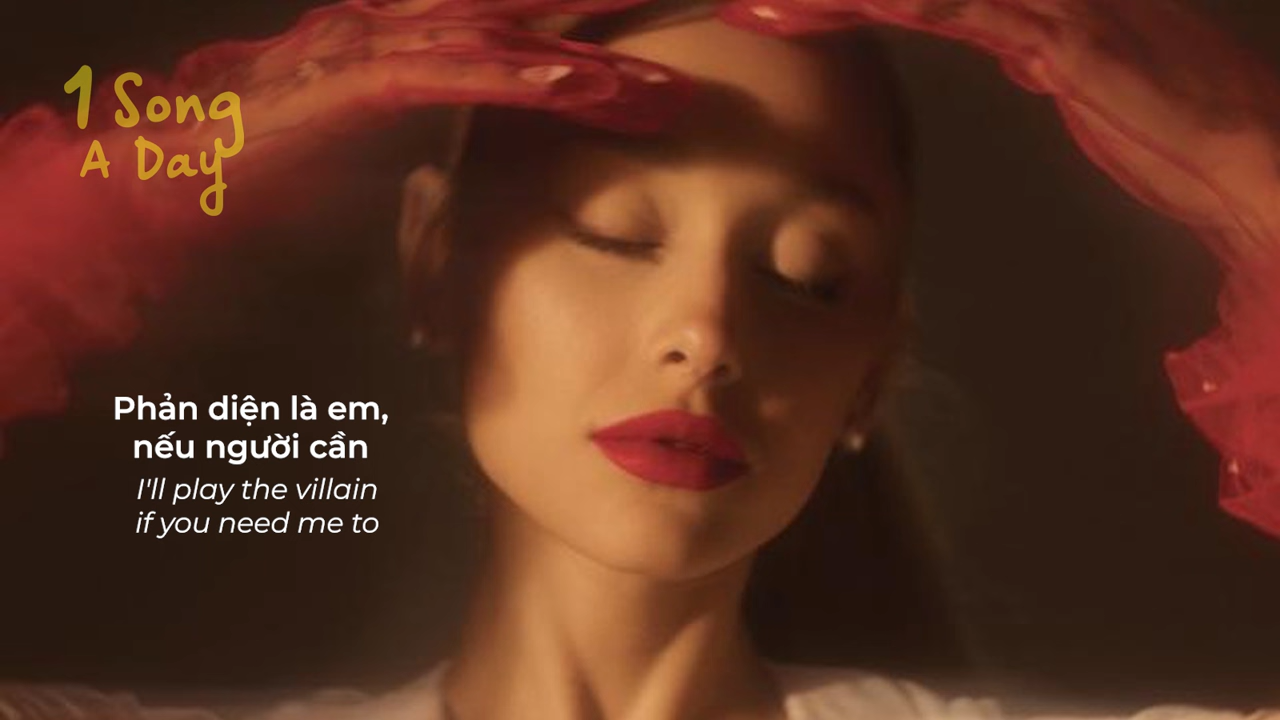 1 Song
A Day
Phản diện là em,
nếu người cần
I'll play the villain
if you need me to